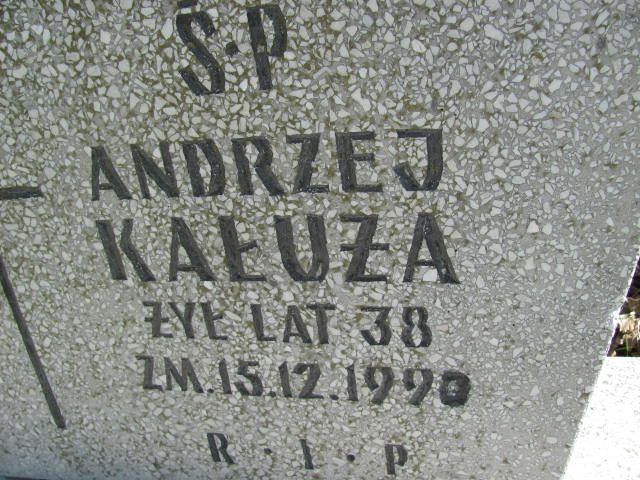 Ś·P
ANDRZEJ
KAŁUŻA
ŻYŁ LAT 38
ZM.15.12.1990
R·I·P